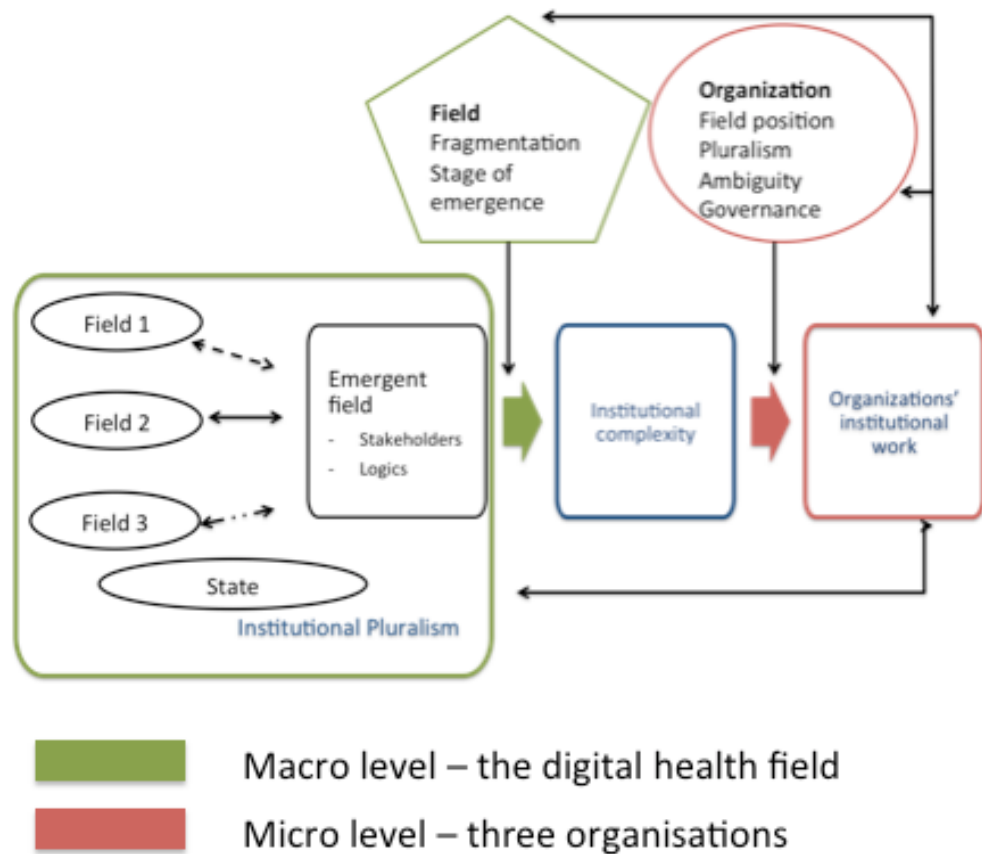 Field
Fragmentation
Stage of
emergence
Organization
Field position
Pluralism
Ambiguity
Governance
Field 1
Field 2
Field 3
State
Emergent
field
- Stakeholders
- Logics
Institutional Pluralism
Institutional
complexity
Organizations'
institutional
work
Macro level – the digital health field
Micro level – three organisations